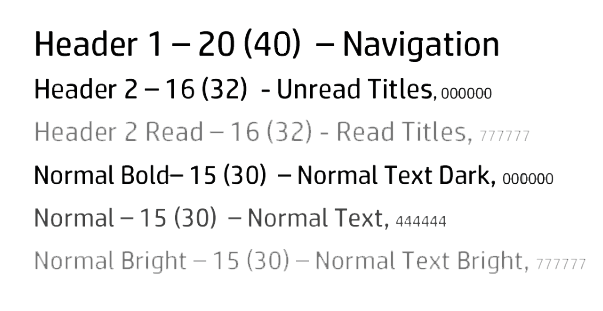 Header 1 – 20 (40) – Navigation
Header 2 – 16 (32) - Unread Titles, 000000
Header 2 Read – 16 (32) - Read Titles, 777777
Normal Bold– 15 (30) – Normal Text Dark, 000000
Normal – 15 (30) – Normal Text, 444444
Normal Bright – 15 (30) – Normal Text Bright, 777777